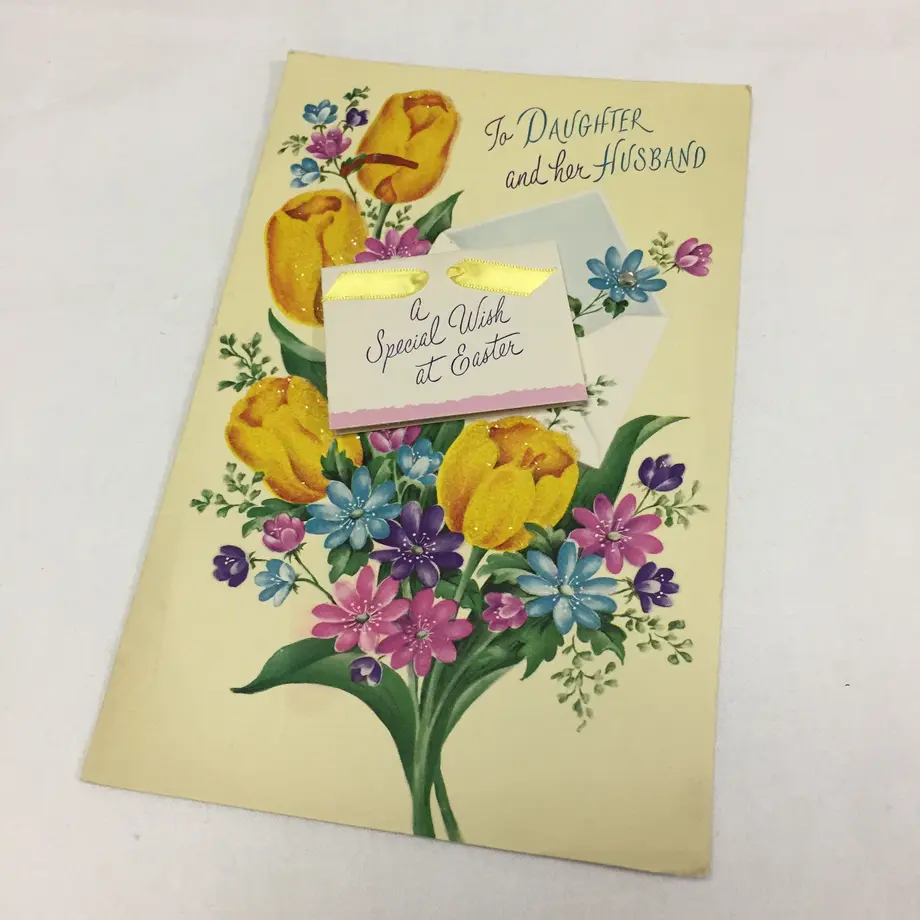 To DAUGHTER
and her HUSBAND
a
Special Wish
at Easter